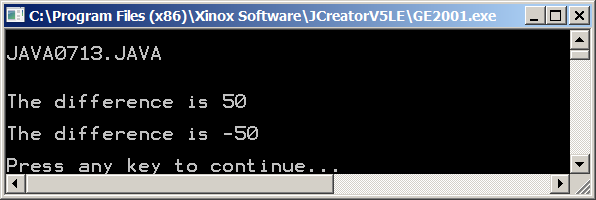 C:\Program Files (x86)\Xinox Software\JCreatorV5LE\GE2001.exe
JAVA0713.JAVA
The difference is 50
The difference is -50
Press any key to continue...